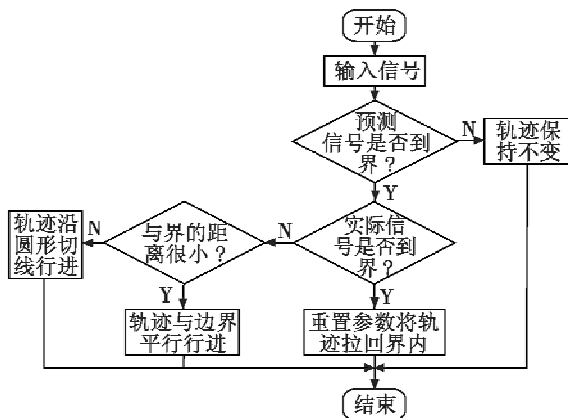 开始
输入信号
预测
信号是否到
界?
N
轨迹保
持不变
Y
轨迹沿
圆形切
线行进
N
与界的距
离很小?
N
实际信
号是否到
界?
Y
Y
轨迹与边界
平行行进
重置参数将轨
迹拉回界内
结束